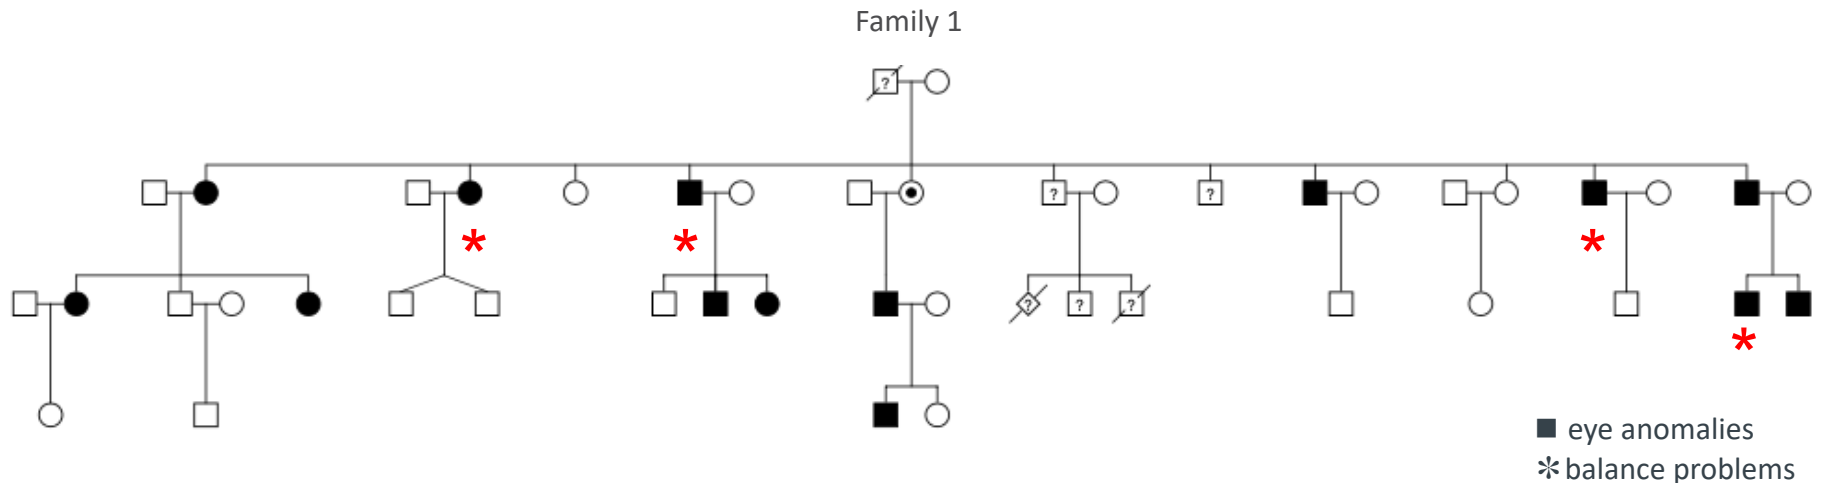 Family 1
?
? ?
? ? ?
* * *
*
■ eye anomalies
* balance problems